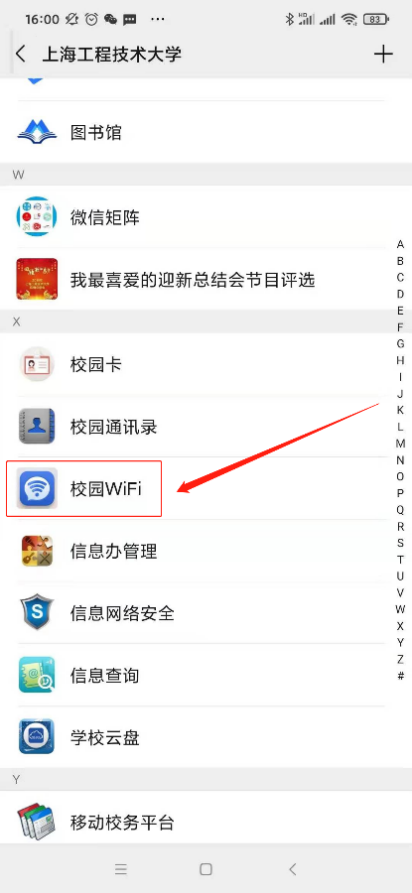 16:00
83
上海工程技术大学
图书馆
W
微信矩阵
我最喜爱的迎新总结会节目评选
X
校园卡
校园通讯录
校园WiFi
信息办管理
信息网络安全
信息查询
学校云盘
Y
移动校务平台
A
B
C
D
E
F
G
H
I
J
K
L
M
N
O
P
Q
R
S
T
U
V
W
X
Y
Z
#